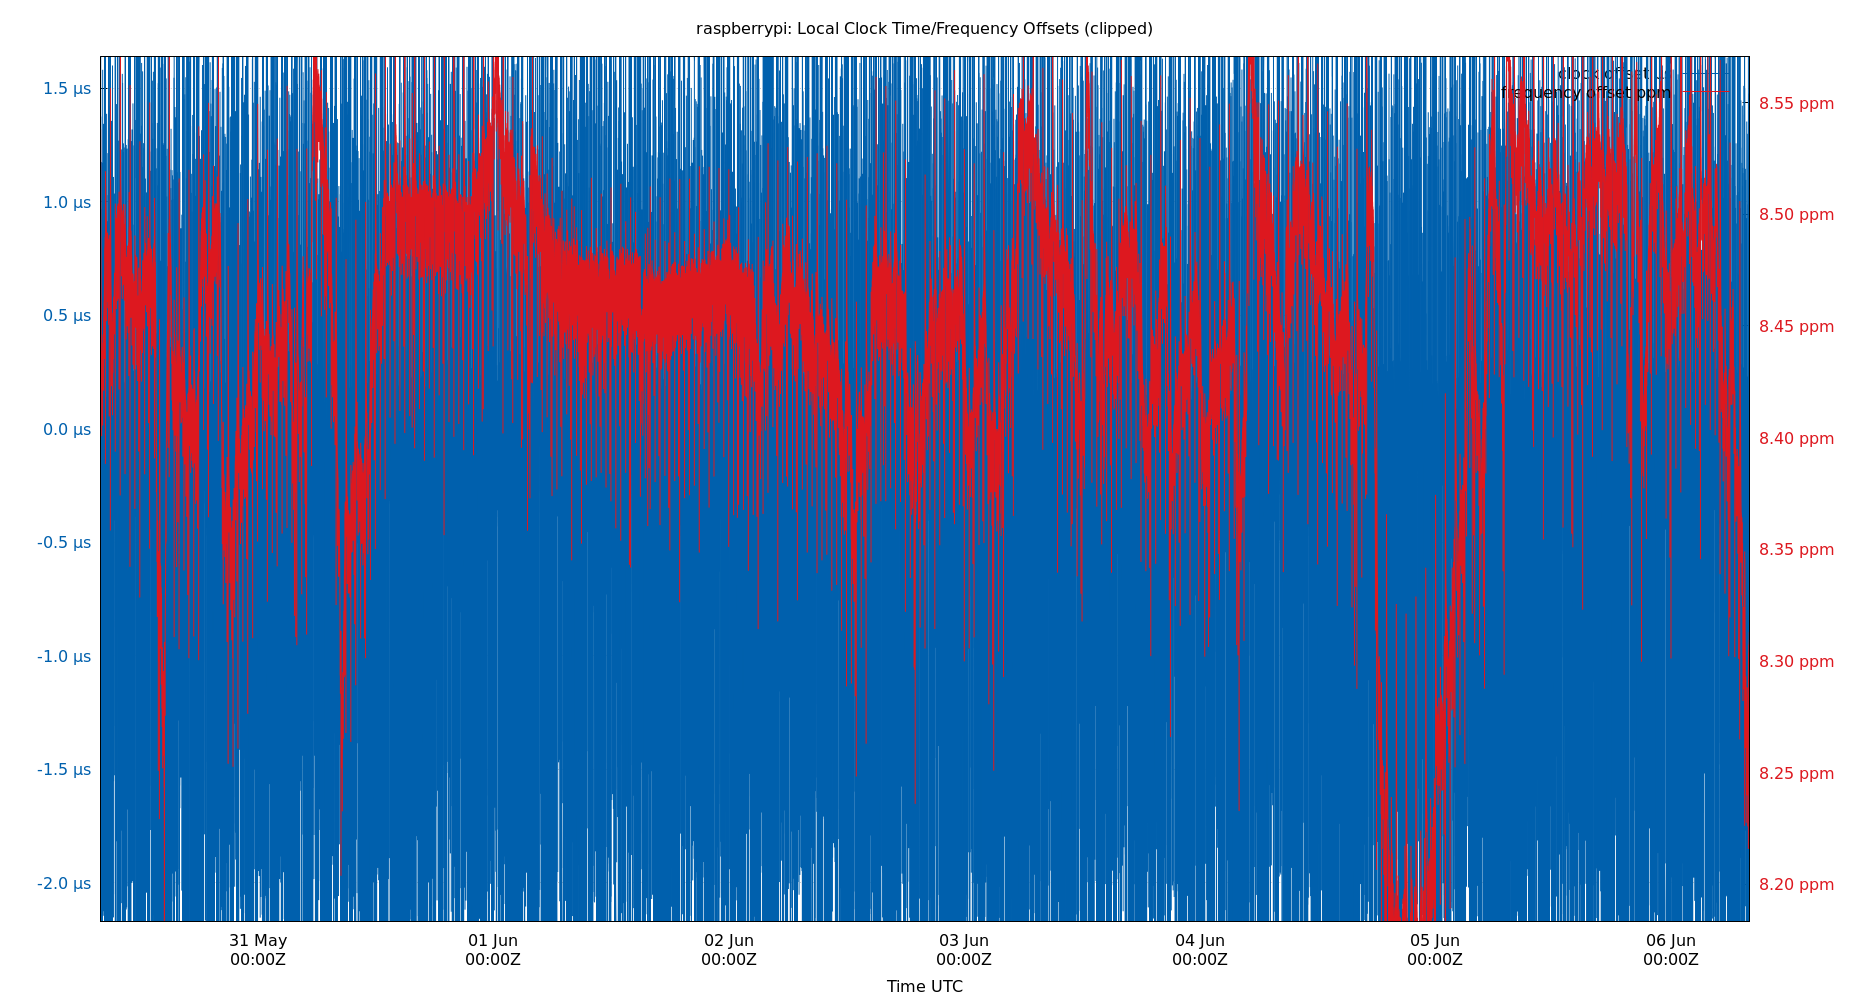 raspberrypi: Local Clock Time/Frequency Offsets (clipped)
clock offset
frequency offset ppm
1.5 µs
1.0 µs
0.5 µs
0.0 µs
-0.5 µs
-1.0 µs
-1.5 µs
-2.0 µs
8.55 ppm
8.50 ppm
8.45 ppm
8.40 ppm
8.35 ppm
8.30 ppm
8.25 ppm
8.20 ppm
31 May
00:00Z
01 Jun
00:00Z
02 Jun
00:00Z
03 Jun
00:00Z
04 Jun
00:00Z
05 Jun
00:00Z
06 Jun
00:00Z
Time UTC